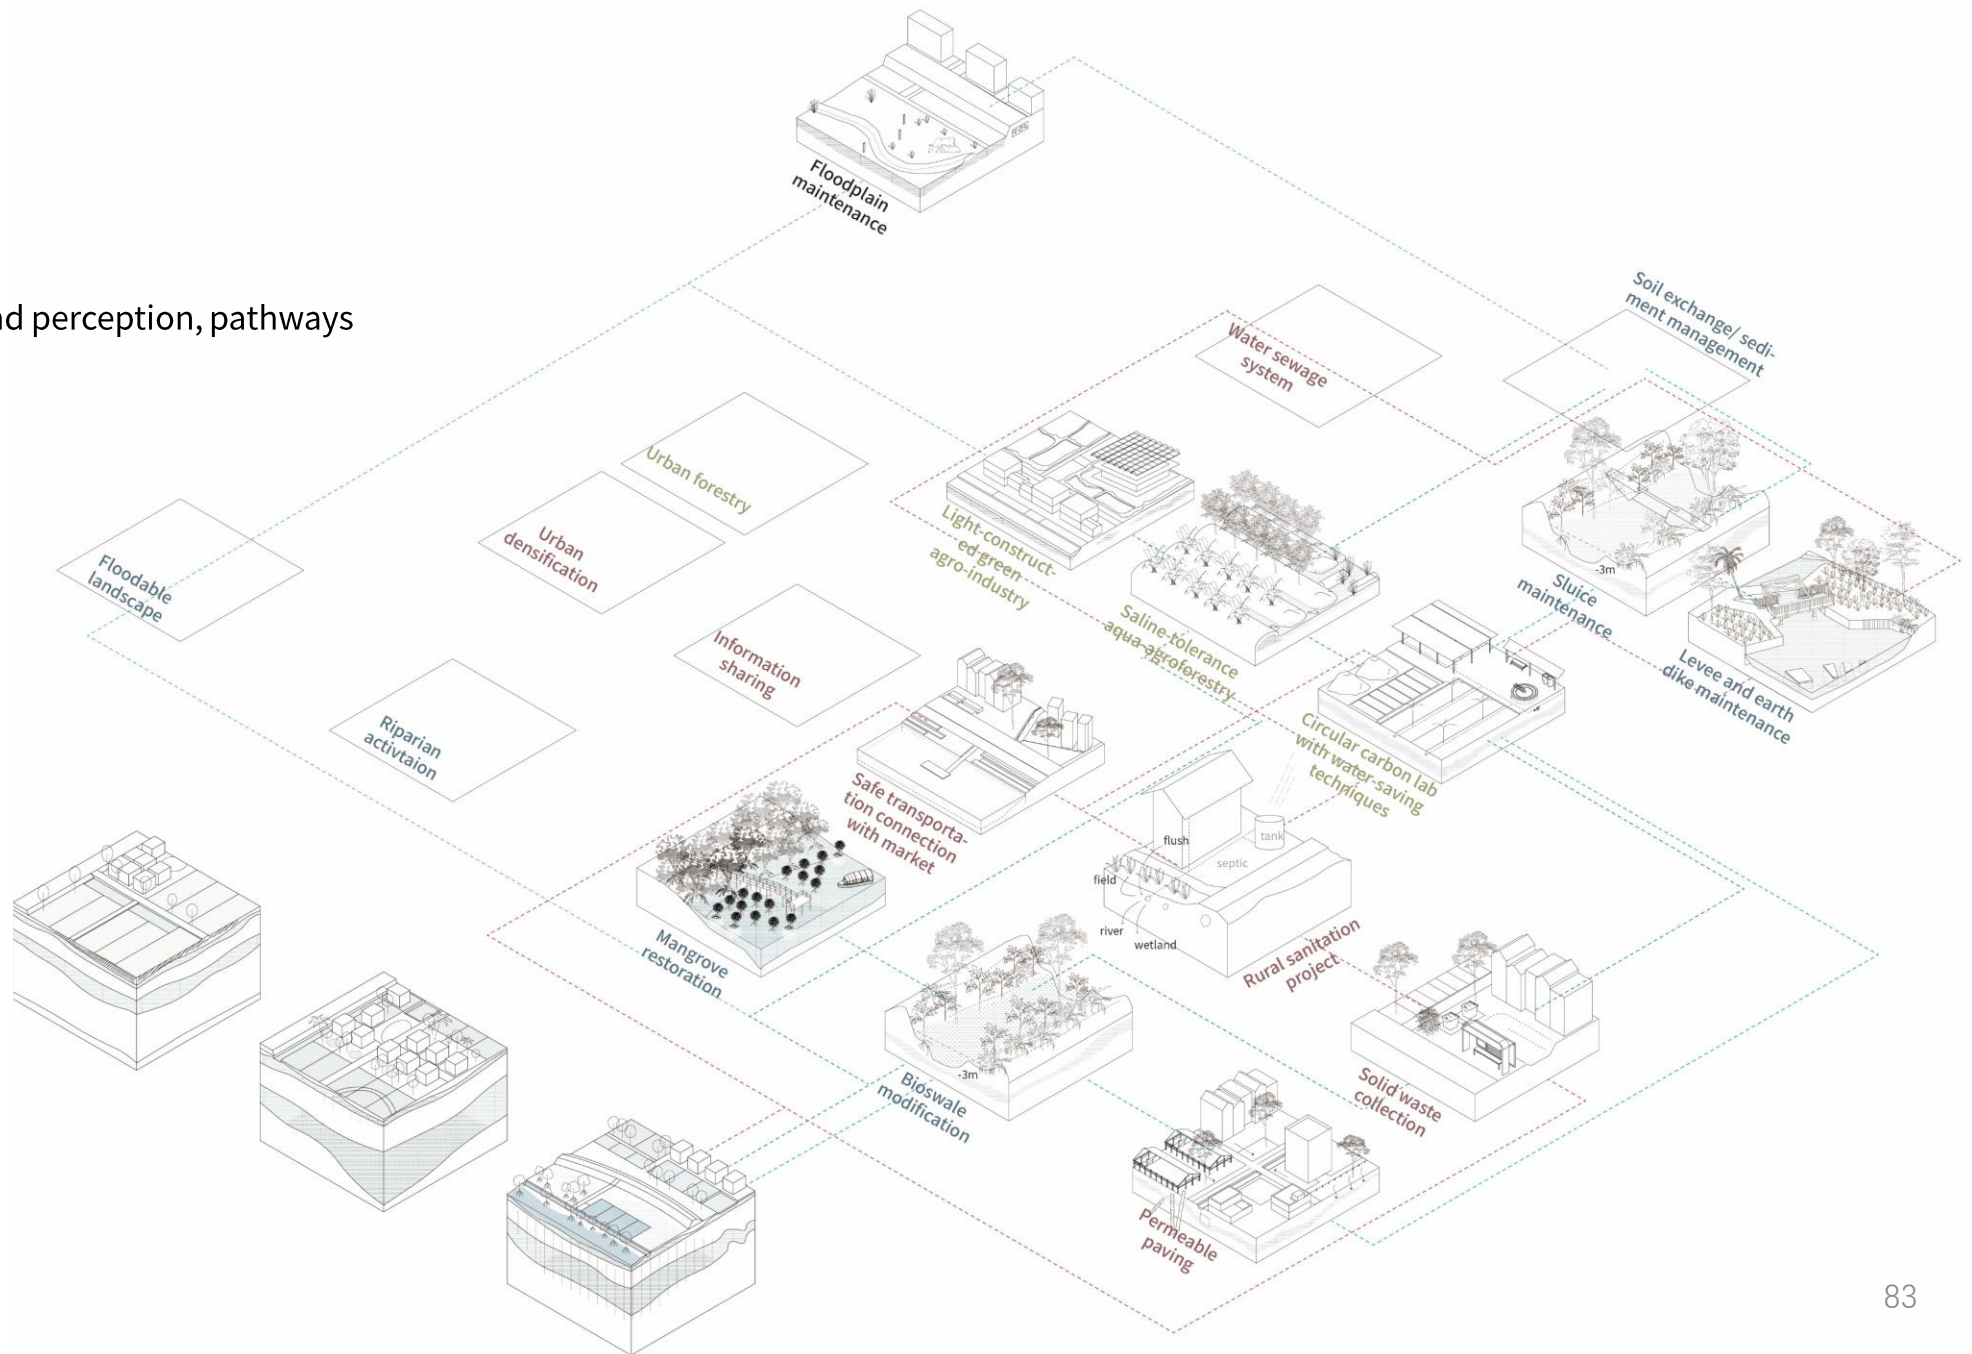 Floodplain
maintenance
nd perception, pathways
Soil exchange/ sedi-
ment management
Water sewage
system
Urban forestry
Urban
densification
Floodable
landscape
Light-construct-
ed green
agro-industry
Saline-tolerance
aqua-agroforestry
-3m
Sluice
maintenance
Levee and earth
dike maintenance
Information
sharing
Riparian
activtaion
Circular carbon lab
with water-saving
techniques
Safe transporta-
tion connection
with market
flush
tank
septic
field
river
wetland
Rural sanitation
project
Mangrove
restoration
-3m
Bioswale
modification
Solid waste
collection
Permeable
paving
83